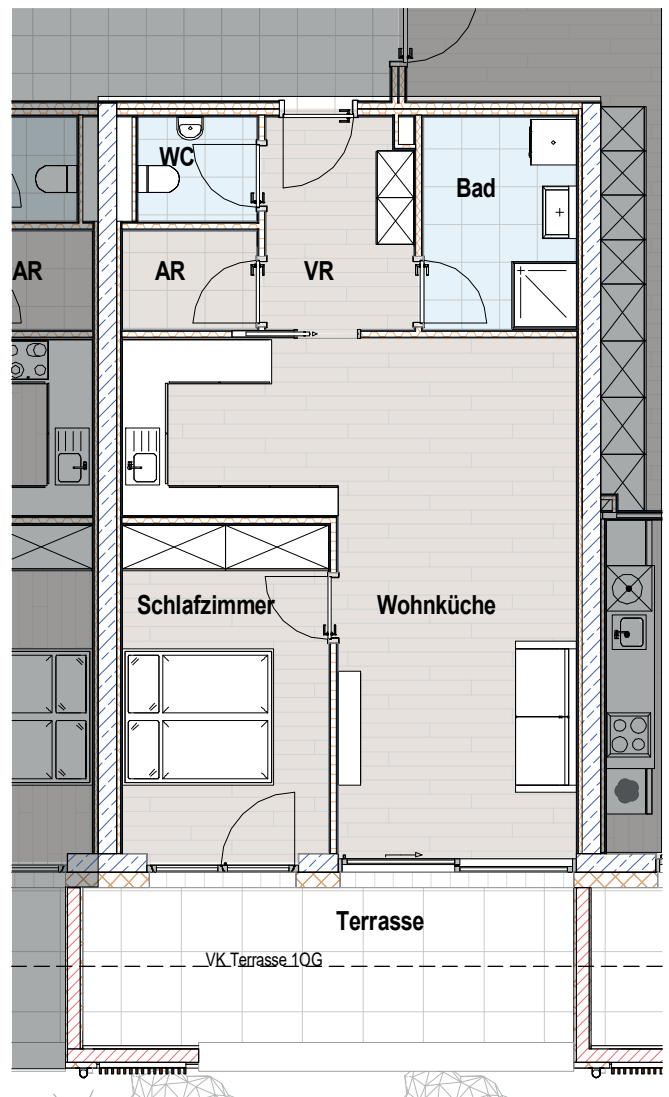 WC
Bad
AR
AR
VR
Schlafzimmer
Wohnküche
Terrasse
VK Terrasse 1OG